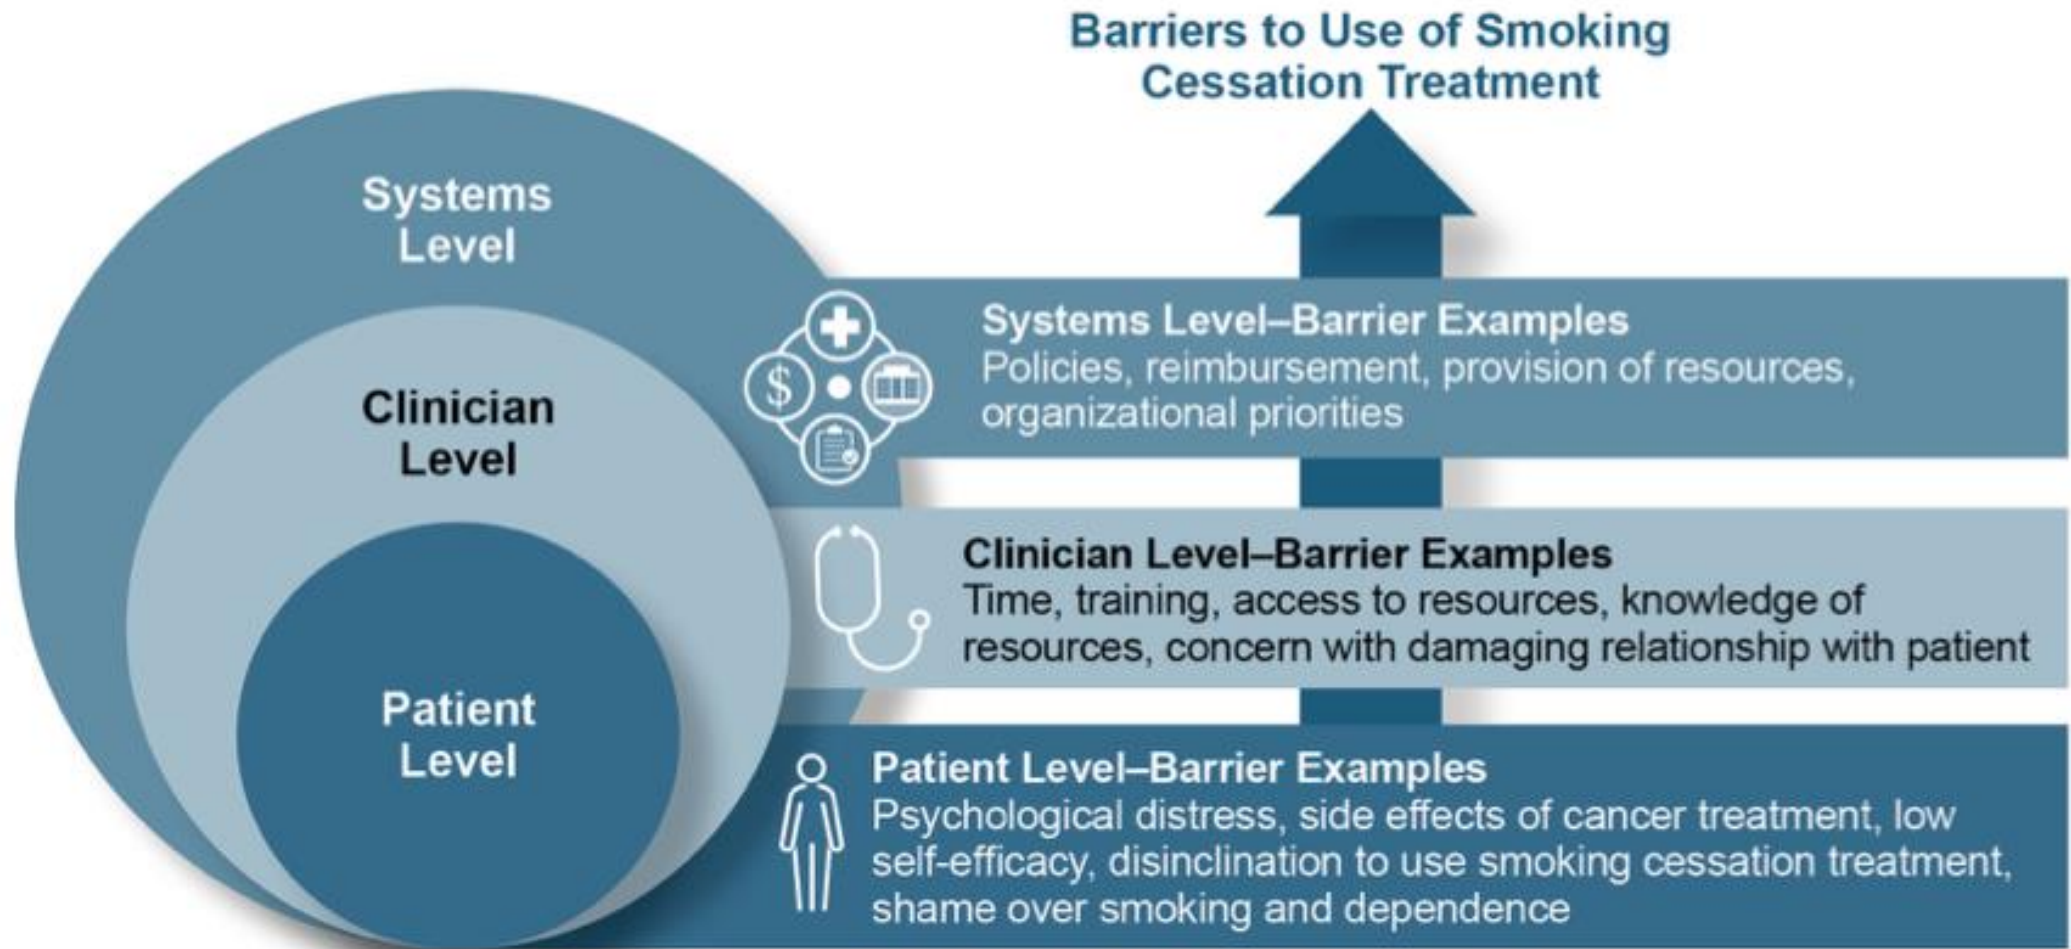 Barriers to Use of Smoking
Cessation Treatment
Systems
Level
Clinician
Level
Patient
Level
$
Systems Level–Barrier Examples
Policies, reimbursement, provision of resources,
organizational priorities
Clinician Level–Barrier Examples
Time, training, access to resources, knowledge of
resources, concern with damaging relationship with patient
Patient Level–Barrier Examples
Psychological distress, side effects of cancer treatment, low
self-efficacy, disinclination to use smoking cessation treatment,
shame over smoking and dependence